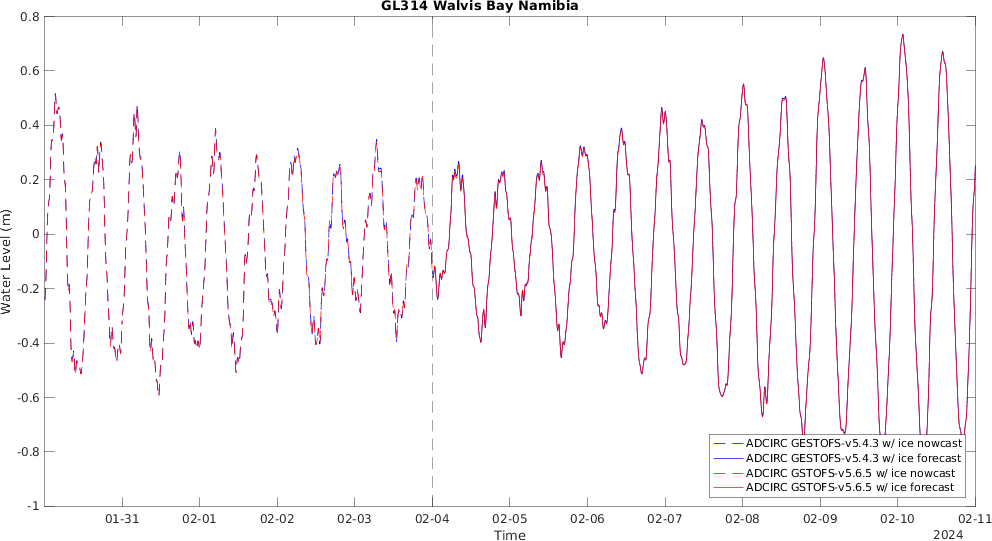 GL314 Walvis Bay Namibia
0.8
0.6
0.4
0.2
0
-0.2
-0.4
-0.6
-0.8
-1
Water Level (m)
ADCIRC GESTOFS-v5.4.3 w/ ice nowcast
ADCIRC GESTOFS-v5.4.3 w/ ice forecast
ADCIRC GSTOFS-v5.6.5 w/ ice nowcast
ADCIRC GSTOFS-v5.6.5 w/ ice forecast
01-31 02-01 02-02 02-03 02-04 02-05 02-06 02-07 02-08 02-09 02-10 02-11
Time
2024